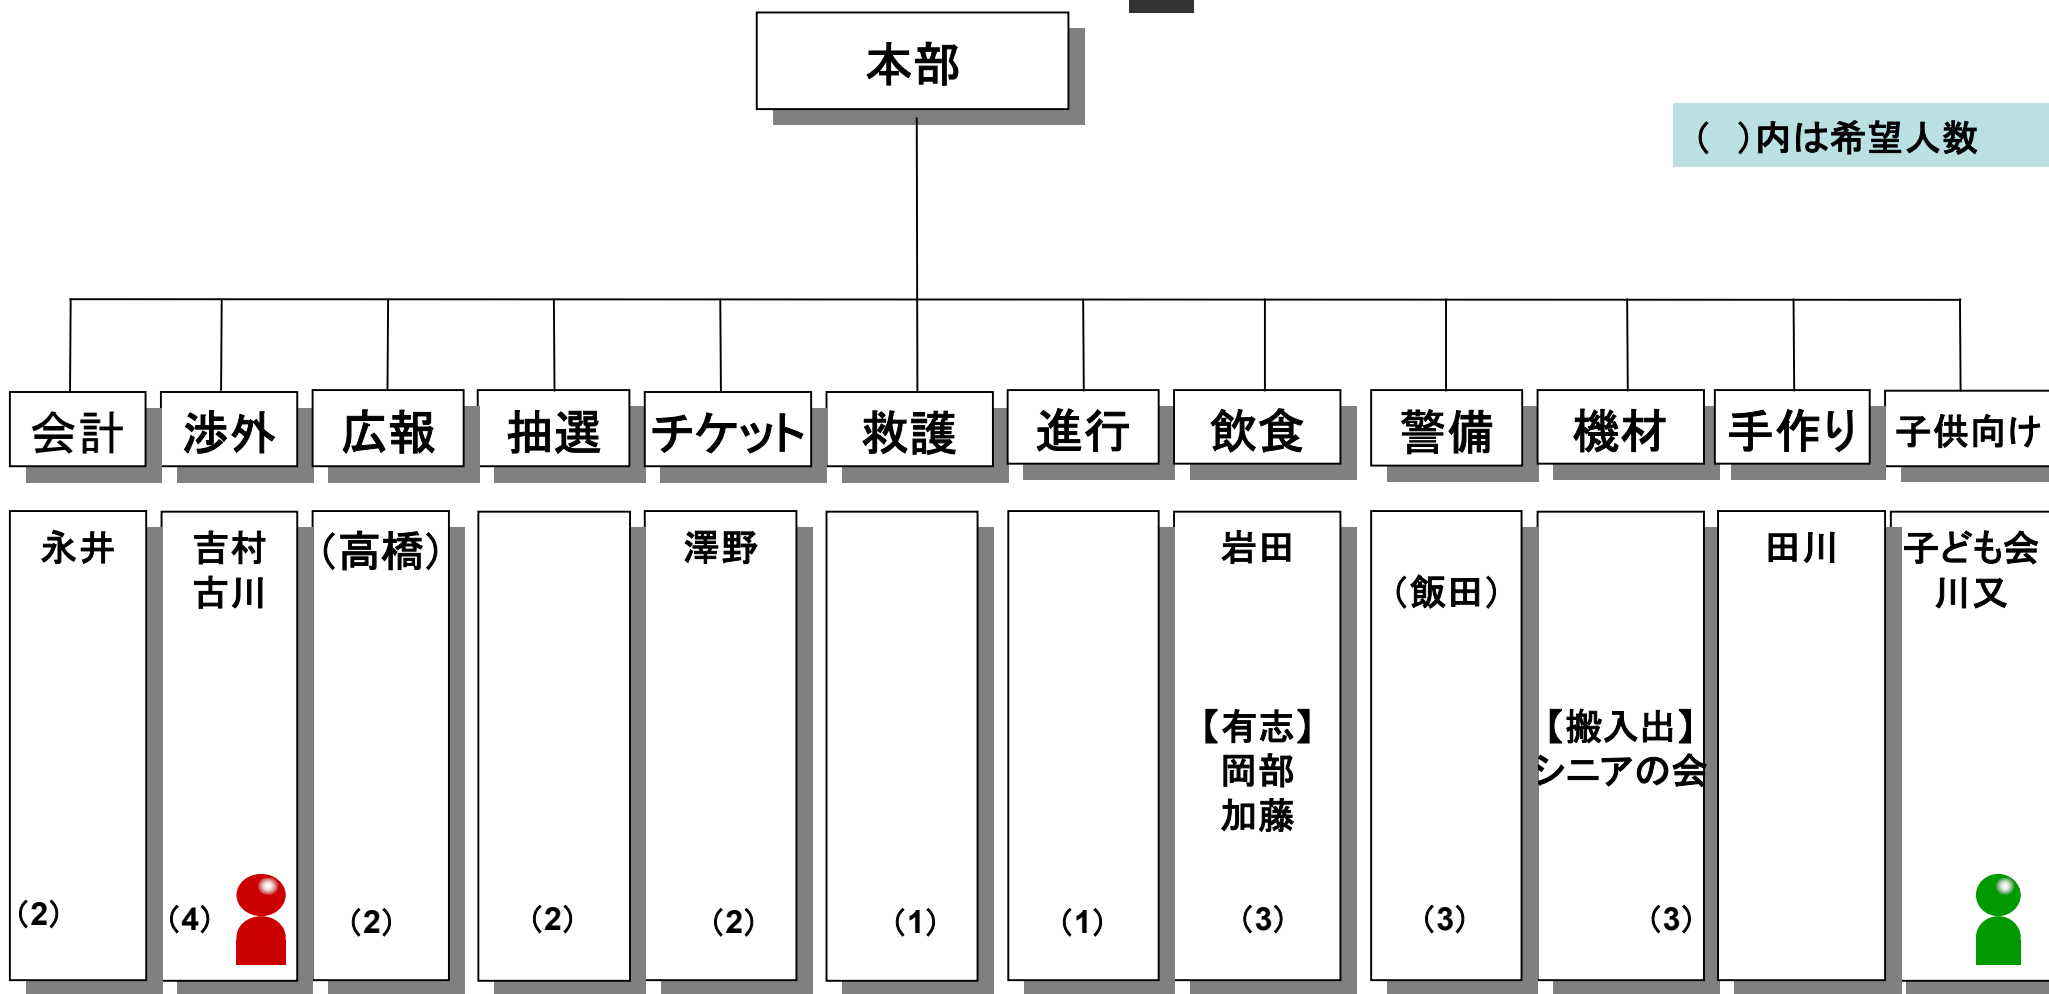 本部
（　）内は希望人数
会計
渉外
広報
抽選
チケット
救護
進行
飲食
警備
機材
手作り
子供向け
永井
（2）
吉村
古川
（4）
（高橋）
（2）
（2）
澤野
（2）
（1）
（1）
岩田
【有志】
岡部
加藤
（3）
（飯田）
（3）
【搬入出】
シニアの会
（3）
田川
子ども会
川又